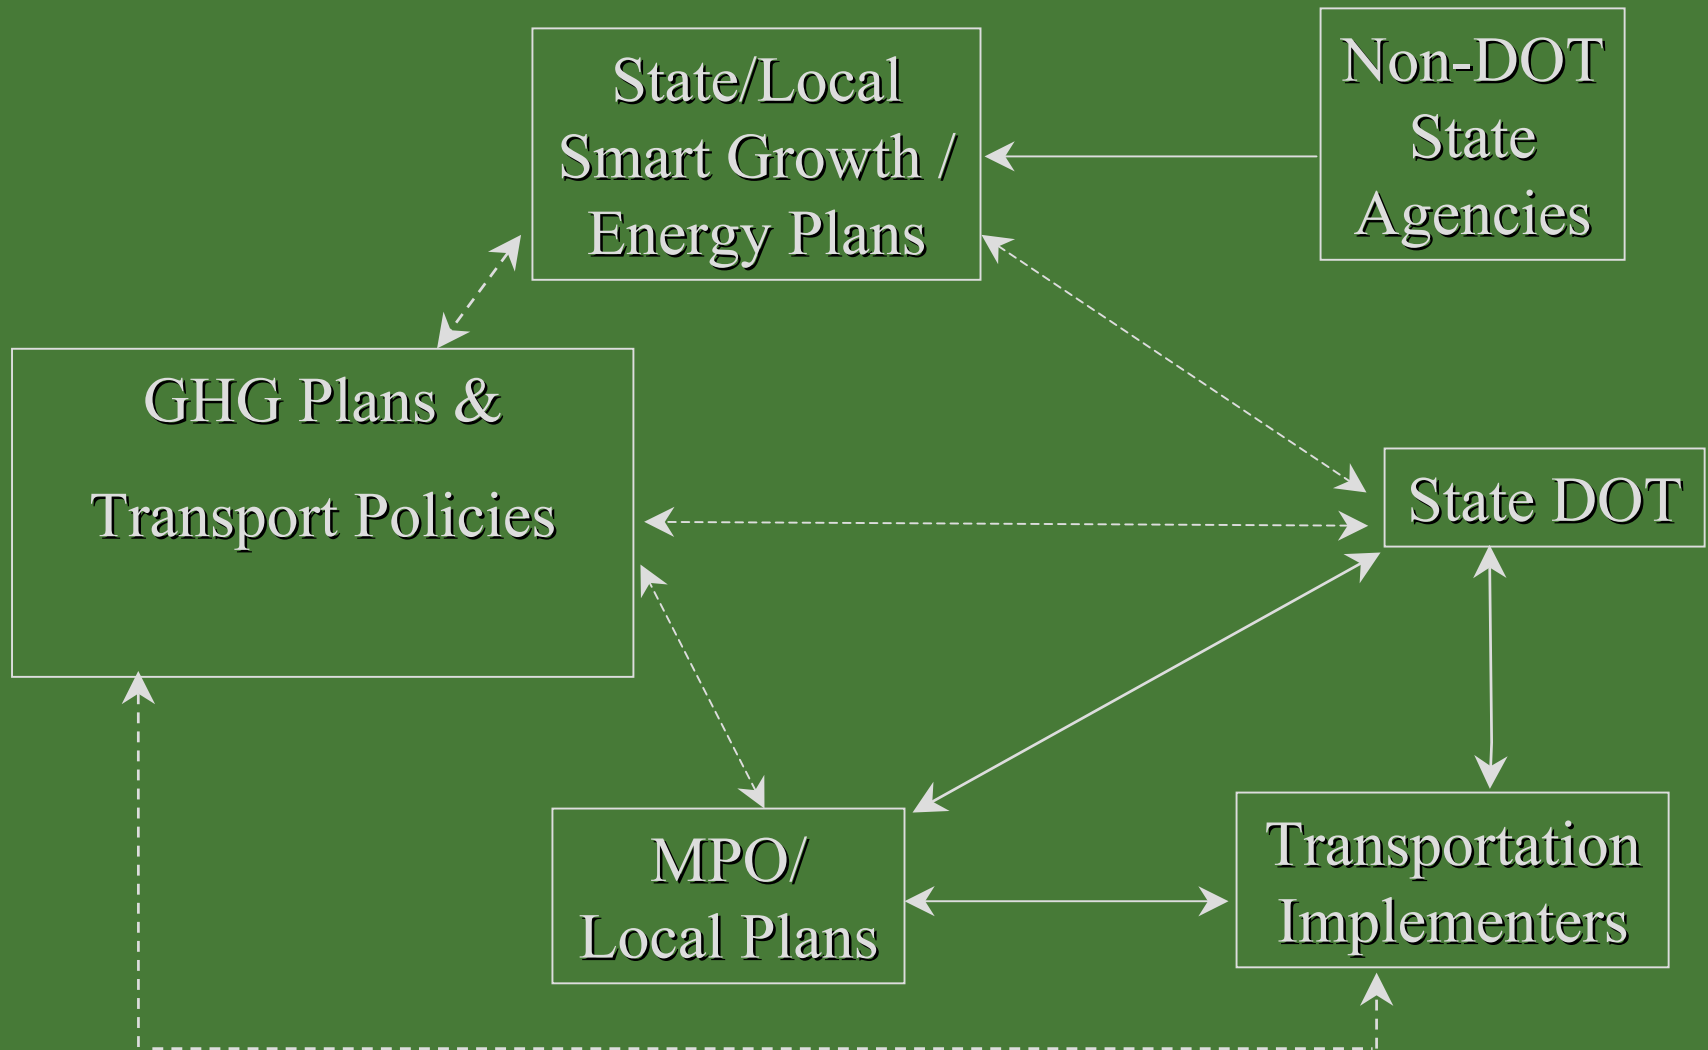 State/Local
Smart Growth /
Energy Plans
Non-DOT
State
Agencies
GHG Plans &
Transport Policies
State DOT
MPO/
Local Plans
Transportation
Implementers